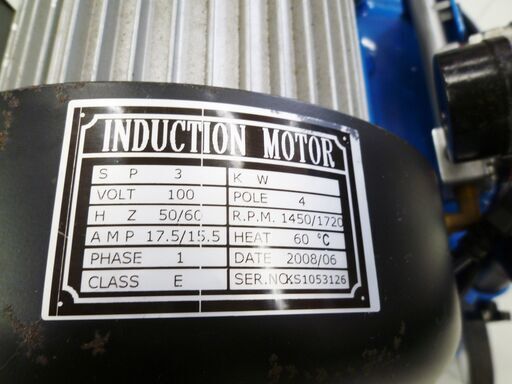 INDUCTION MOTOR
S P 3 K W
VOLT 100 POLE 4
H Z 50/60 R.P.M. 1450/1720
AMP 17.5/15.5 HEAT 60 °C
PHASE 1 DATE 2008/06
CLASS E SER.NO KS1053126